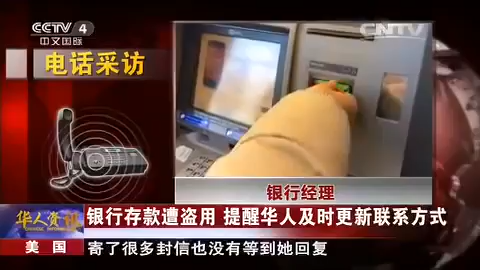 CCTV 4
中文国际
CNTV
电话采访
银行经理
华人资讯
银行存款遭盗用 提醒华人及时更新联系方式
美国
寄了很多封信也没有等到她回复